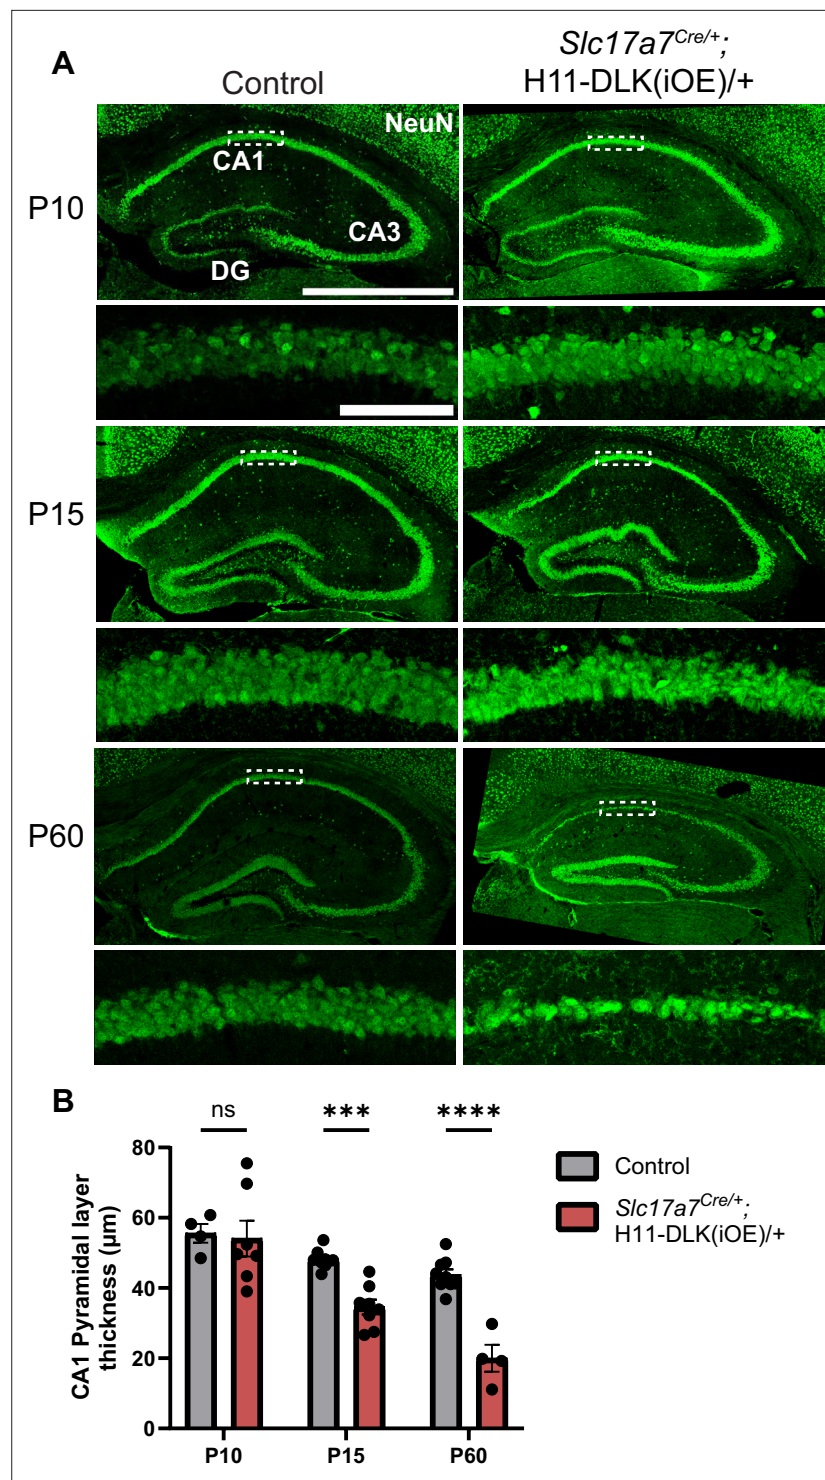 A
Control
Slc17a7Cre/+;
H11-DLK(iOE)/+
P10
NeuN
CA1
CA3
DG
P15
P60
B
ns
***
****
80
60
40
20
0
CA1 Pyramidal layer
thickness (µm)
P10
P15
P60
Control
Slc17a7Cre/+;
H11-DLK(iOE)/+